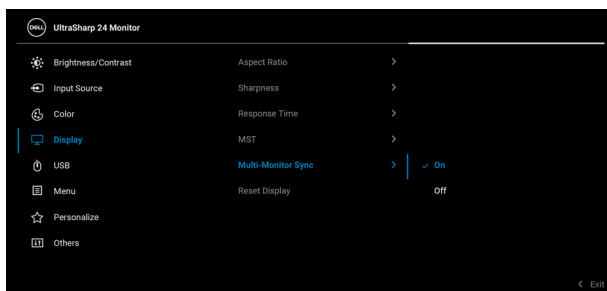 DELL UltraSharp 24 Monitor
Brightness/Contrast Aspect Ratio >
Input Source Sharpness >
Color Response Time >
Display MST >
USB Multi-Monitor Sync > ✓ On
Menu Reset Display Off
Personalize
Others
< Exit